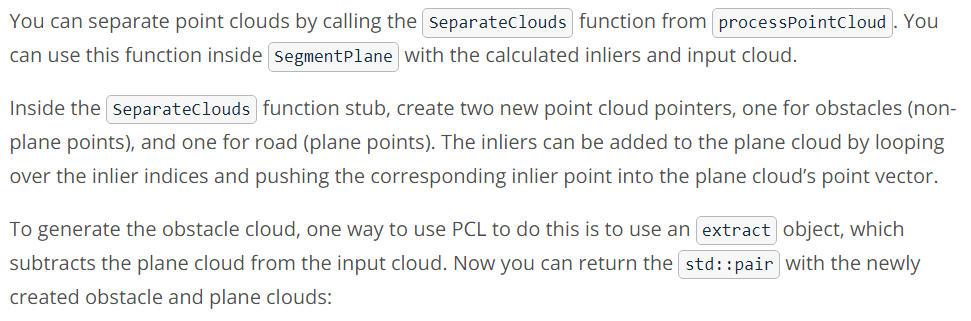 You can separate point clouds by calling the SeparateClouds function from processPointCloud. You
can use this function inside SegmentPlane with the calculated inliers and input cloud.
Inside the SeparateClouds function stub, create two new point cloud pointers, one for obstacles (non-
plane points), and one for road (plane points). The inliers can be added to the plane cloud by looping
over the inlier indices and pushing the corresponding inlier point into the plane cloud’s point vector.
To generate the obstacle cloud, one way to use PCL to do this is to use an extract object, which
subtracts the plane cloud from the input cloud. Now you can return the std::pair with the newly
created obstacle and plane clouds: